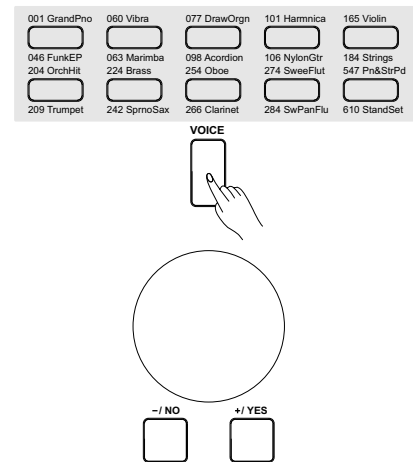 001 GrandPno 060 Vibra 077 DrawOrgn 101 Harmnica 165 Violin
046 FunkEP 063 Marimba 098 Acordion 106 NylonGtr 184 Strings
204 OrchHit 224 Brass 254 Oboe 274 SweeFlut 547 Pn&StrPd
209 Trumpet 242 SprnoSax 266 Clarinet 284 SwPanFlu 610 StandSet
VOICE
–/ NO +/ YES